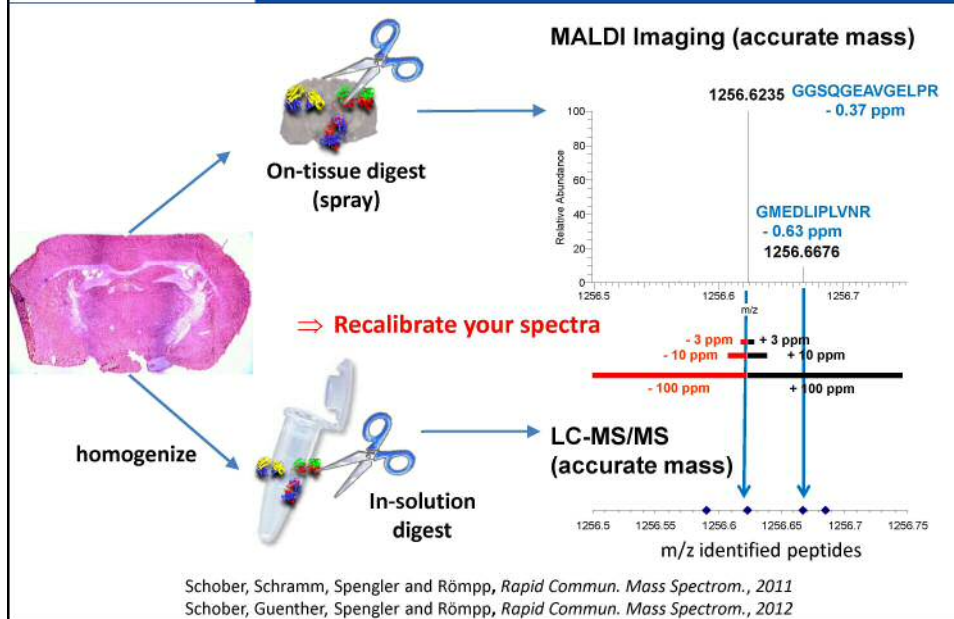 MALDI Imaging (accurate mass)
1256.6235
GGSQGEAVGELPR
- 0.37 ppm
100
80
60
40
20
0
Relative Abundance
GMEDLIPLVNR
- 0.63 ppm
1256.6676
1256.5
1256.6
1256.7
m/z
On-tissue digest
(spray)
⇒ Recalibrate your spectra
- 3 ppm
+ 3 ppm
- 10 ppm
+ 10 ppm
- 100 ppm
+ 100 ppm
homogenize
In-solution
digest
LC-MS/MS
(accurate mass)
1256.5
1256.55
1256.6
1256.65
1256.7
1256.75
m/z identified peptides
Schober, Schramm, Spengler and Römpp, Rapid Commun. Mass Spectrom., 2011
Schober, Guenther, Spengler and Römpp, Rapid Commun. Mass Spectrom., 2012